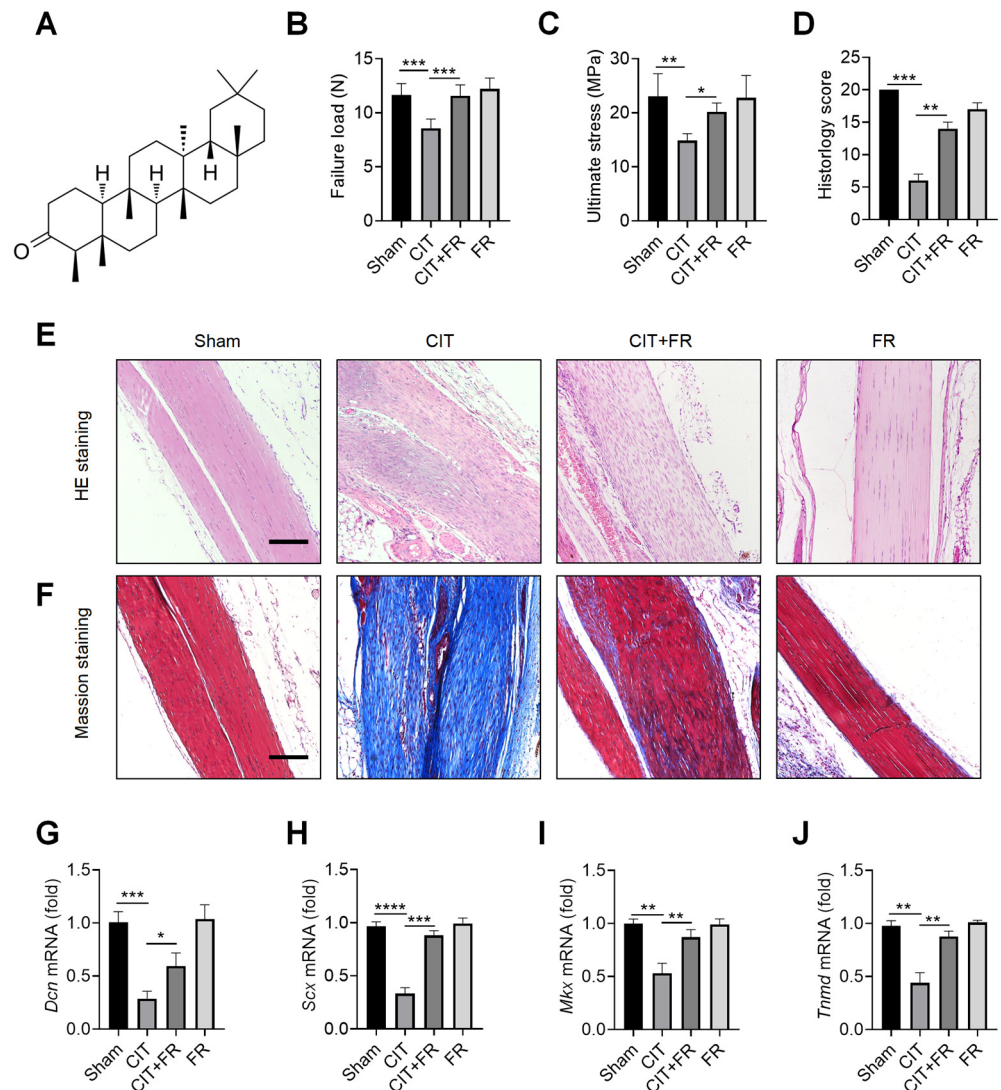 A
H
H
H
O
B
Failure load (N)
15
10
5
0
***
***
Sham
CIT
CIT+FR
FR
C
Ultimate stress (MPa)
30
20
10
0
**
*
Sham
CIT
CIT+FR
FR
D
Historlogy score
25
20
15
10
5
0
***
**
Sham
CIT
CIT+FR
FR
E
Sham
CIT
CIT+FR
FR
HE staining
F
Massion staining
G
Dcn mRNA (fold)
1.5
1.0
0.5
0.0
***
*
Sham
CIT
CIT+FR
FR
H
Scx mRNA (fold)
1.5
1.0
0.5
0.0
****
***
Sham
CIT
CIT+FR
FR
I
Mkx mRNA (fold)
1.5
1.0
0.5
0.0
**
**
Sham
CIT
CIT+FR
FR
J
Tnmd mRNA (fold)
1.5
1.0
0.5
0.0
**
**
Sham
CIT
CIT+FR
FR